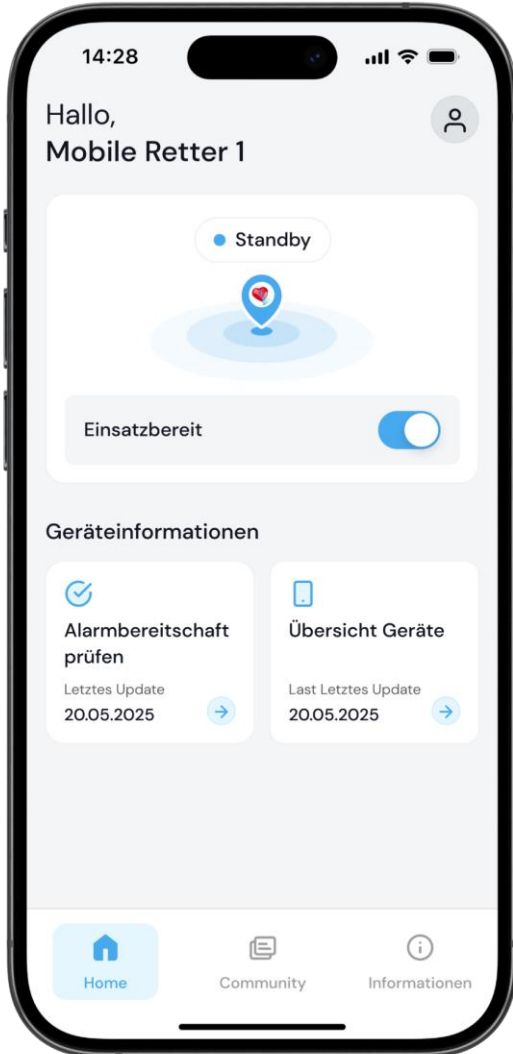 14:28
Hallo,
Mobile Retter 1
Standby
Einsatzbereit
Geräteinformationen
Alarmbereitschaft
prüfen
Letztes Update
20.05.2025
Übersicht Geräte
Last Letztes Update
20.05.2025
Home
Community
Informationen